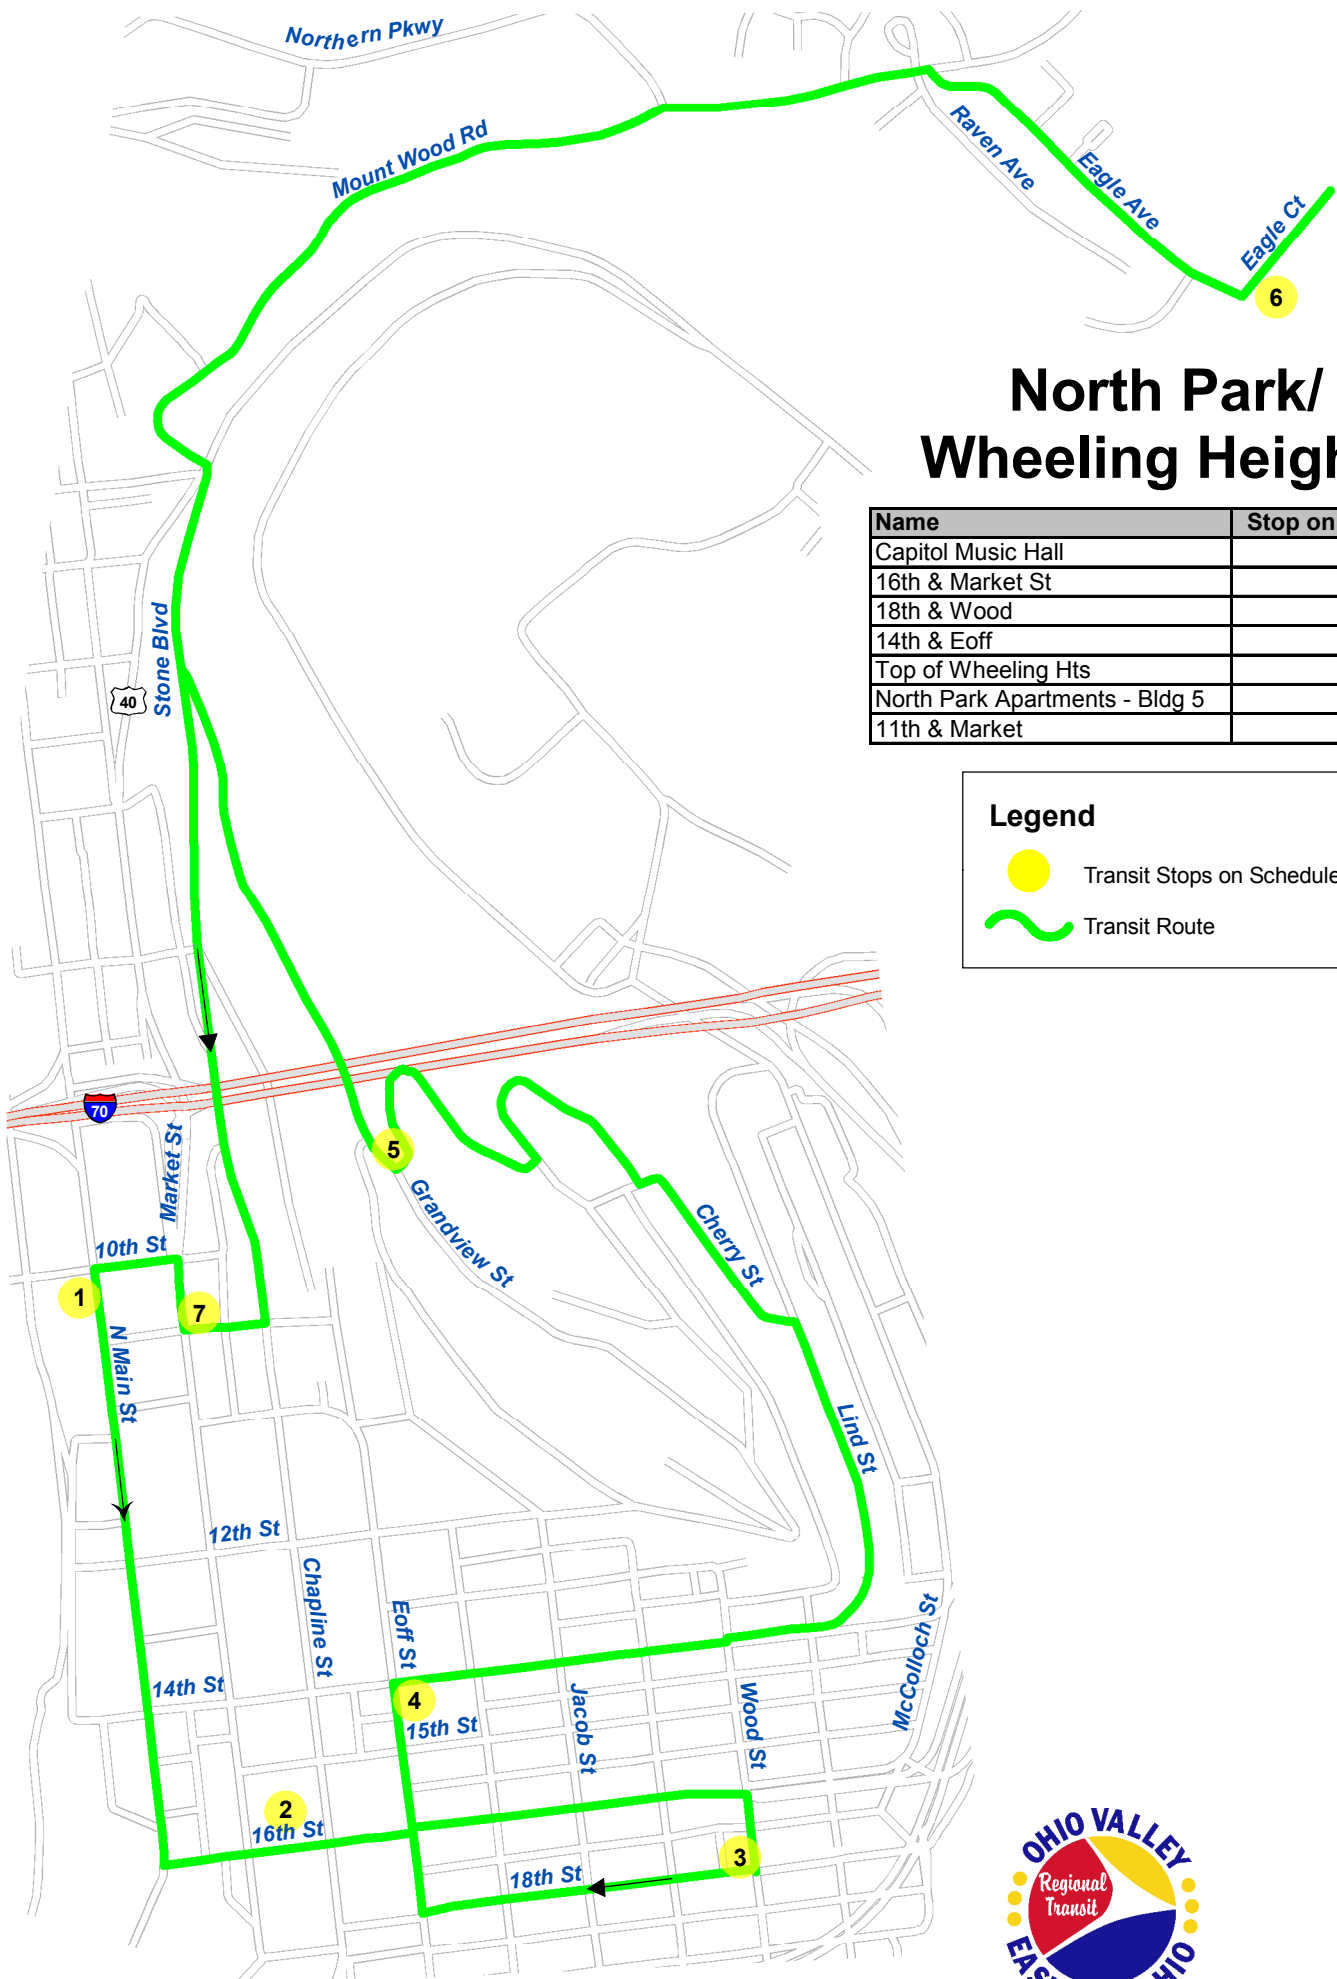 Northern Pkwy
Mount Wood Rd
Raven Ave
Eagle Ave
Eagle Ct
6
North Park/
Wheeling Heigh
Name Stop on
Capitol Music Hall
16th & Market St
18th & Wood
14th & Eoff
Top of Wheeling Hts
North Park Apartments - Bldg 5
11th & Market
Stone Blvd
40
Legend
Transit Stops on Schedule
Transit Route
70
Market St
5
Grandview St
Cherry St
10th St
1
7
N Main St
Lind St
12th St
Chapline St
Eoff St
McColloch St
14th St
4
15th St
Jacob St
Wood St
2
16th St
3
18th St
OHIO VALLEY
Regional
Transit
EAS
OHIO